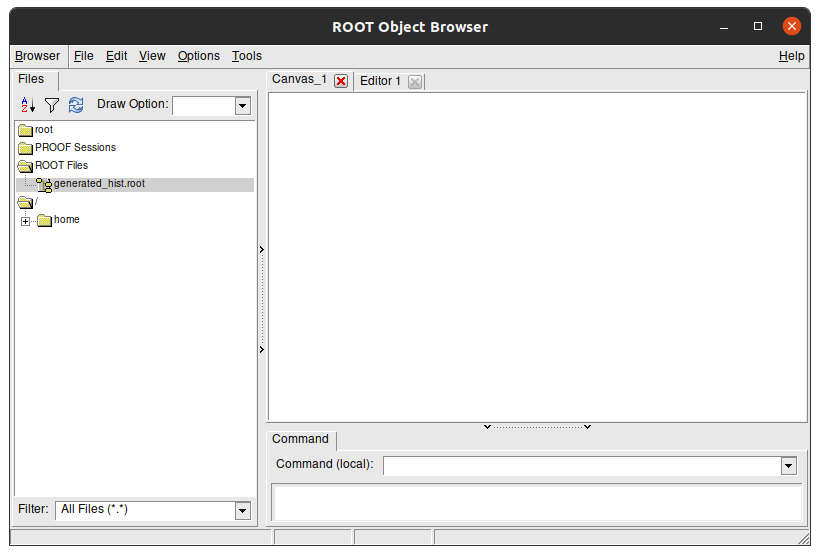 ROOT Object Browser
Browser File Edit View Options Tools Help
Files
Canvas_1 Editor 1
Draw Option:
root
PROOF Sessions
ROOT Files
generated_hist.root
/
home
Command
Command (local):
Filter: All Files (*.*)